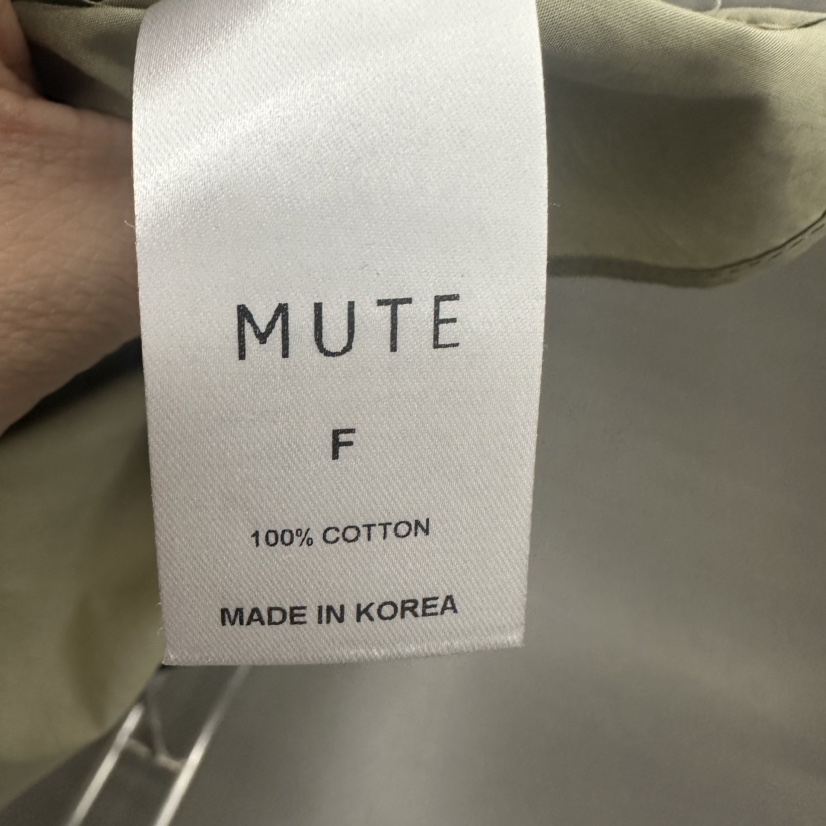 MUTE
F
100% COTTON
MADE IN KOREA